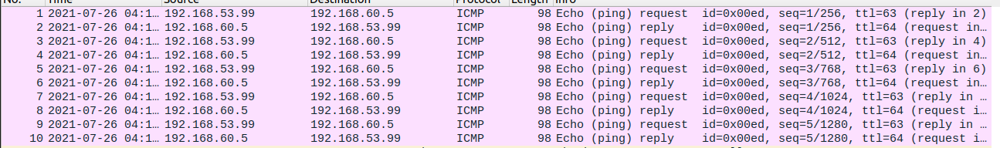 No. Time Source Destination Protocol Length Info
1 2021-07-26 04:1… 192.168.53.99 192.168.60.5 ICMP 98 Echo (ping) request id=0x00ed, seq=1/256, ttl=63 (reply in 2)
2 2021-07-26 04:1… 192.168.60.5 192.168.53.99 ICMP 98 Echo (ping) reply id=0x00ed, seq=1/256, ttl=64 (request in…
3 2021-07-26 04:1… 192.168.53.99 192.168.60.5 ICMP 98 Echo (ping) request id=0x00ed, seq=2/512, ttl=63 (reply in 4)
4 2021-07-26 04:1… 192.168.60.5 192.168.53.99 ICMP 98 Echo (ping) reply id=0x00ed, seq=2/512, ttl=64 (request in…
5 2021-07-26 04:1… 192.168.53.99 192.168.60.5 ICMP 98 Echo (ping) request id=0x00ed, seq=3/768, ttl=63 (reply in 6)
6 2021-07-26 04:1… 192.168.60.5 192.168.53.99 ICMP 98 Echo (ping) reply id=0x00ed, seq=3/768, ttl=64 (request in…
7 2021-07-26 04:1… 192.168.53.99 192.168.60.5 ICMP 98 Echo (ping) request id=0x00ed, seq=4/1024, ttl=63 (reply in …
8 2021-07-26 04:1… 192.168.60.5 192.168.53.99 ICMP 98 Echo (ping) reply id=0x00ed, seq=4/1024, ttl=64 (request i…
9 2021-07-26 04:1… 192.168.53.99 192.168.60.5 ICMP 98 Echo (ping) request id=0x00ed, seq=5/1280, ttl=63 (reply in …
10 2021-07-26 04:1… 192.168.60.5 192.168.53.99 ICMP 98 Echo (ping) reply id=0x00ed, seq=5/1280, ttl=64 (request i…